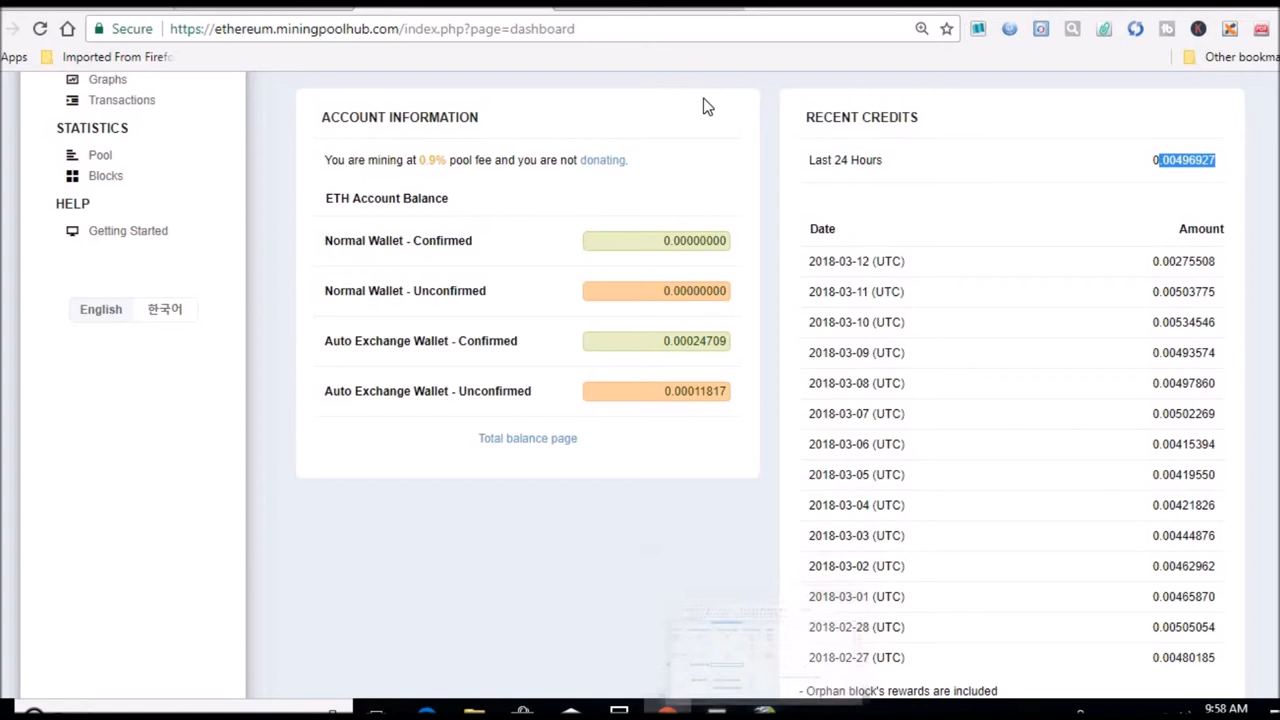 Secure https://ethereum.miningpoolhub.com/index.php?page=dashboard
Apps Imported From Firefo Other bookma
Graphs
Transactions
STATISTICS
Pool
Blocks
HELP
Getting Started
English 한국어
ACCOUNT INFORMATION
You are mining at 0.9% pool fee and you are not donating.
ETH Account Balance
Normal Wallet - Confirmed 0.00000000
Normal Wallet - Unconfirmed 0.00000000
Auto Exchange Wallet - Confirmed 0.00024709
Auto Exchange Wallet - Unconfirmed 0.00011817
Total balance page
RECENT CREDITS
Last 24 Hours 0.00496927
Date Amount
2018-03-12 (UTC) 0.00275508
2018-03-11 (UTC) 0.00503775
2018-03-10 (UTC) 0.00534546
2018-03-09 (UTC) 0.00493574
2018-03-08 (UTC) 0.00497860
2018-03-07 (UTC) 0.00502269
2018-03-06 (UTC) 0.00415394
2018-03-05 (UTC) 0.00419550
2018-03-04 (UTC) 0.00421826
2018-03-03 (UTC) 0.00444876
2018-03-02 (UTC) 0.00462962
2018-03-01 (UTC) 0.00465870
2018-02-28 (UTC) 0.00505054
2018-02-27 (UTC) 0.00480185
- Orphan block's rewards are included
9:58 AM